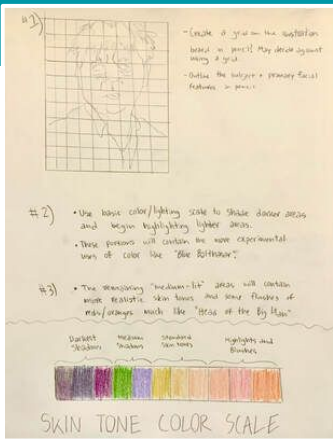 #1)
- Create a grid on the illustration
board in pencil! May decide against
using a grid.
- Outline the subject + primary facial
features in pencil
#2) • Use basic color/lighting scale to shade darker areas
and begin highlighting lighter areas.
• These portions will contain the more experimental
uses of color like "Blue Balthazar".
#3) • The remaining "medium-lit" areas will contain
more realistic skin tones and some flushes of
reds/oranges much like "Head of the Big Man"
Darkest
Shadows
Medium
Shadows
Standard
Skin tones
Highlights and
Blushes
SKIN TONE COLOR SCALE